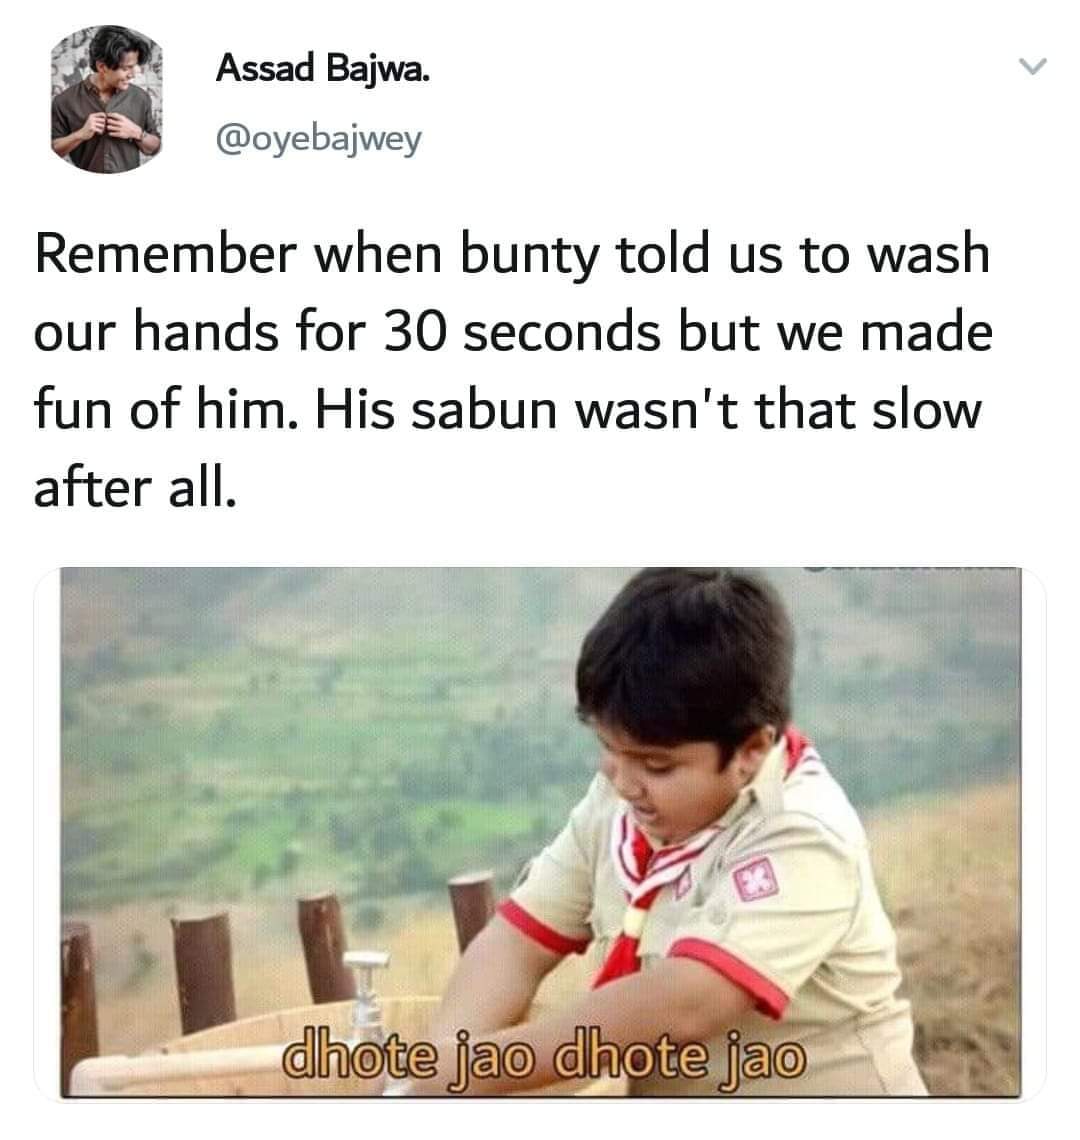 Assad Bajwa.
@oyebajwey
Remember when bunty told us to wash
our hands for 30 seconds but we made
fun of him. His sabun wasn't that slow
after all.
dhote jao dhote jao